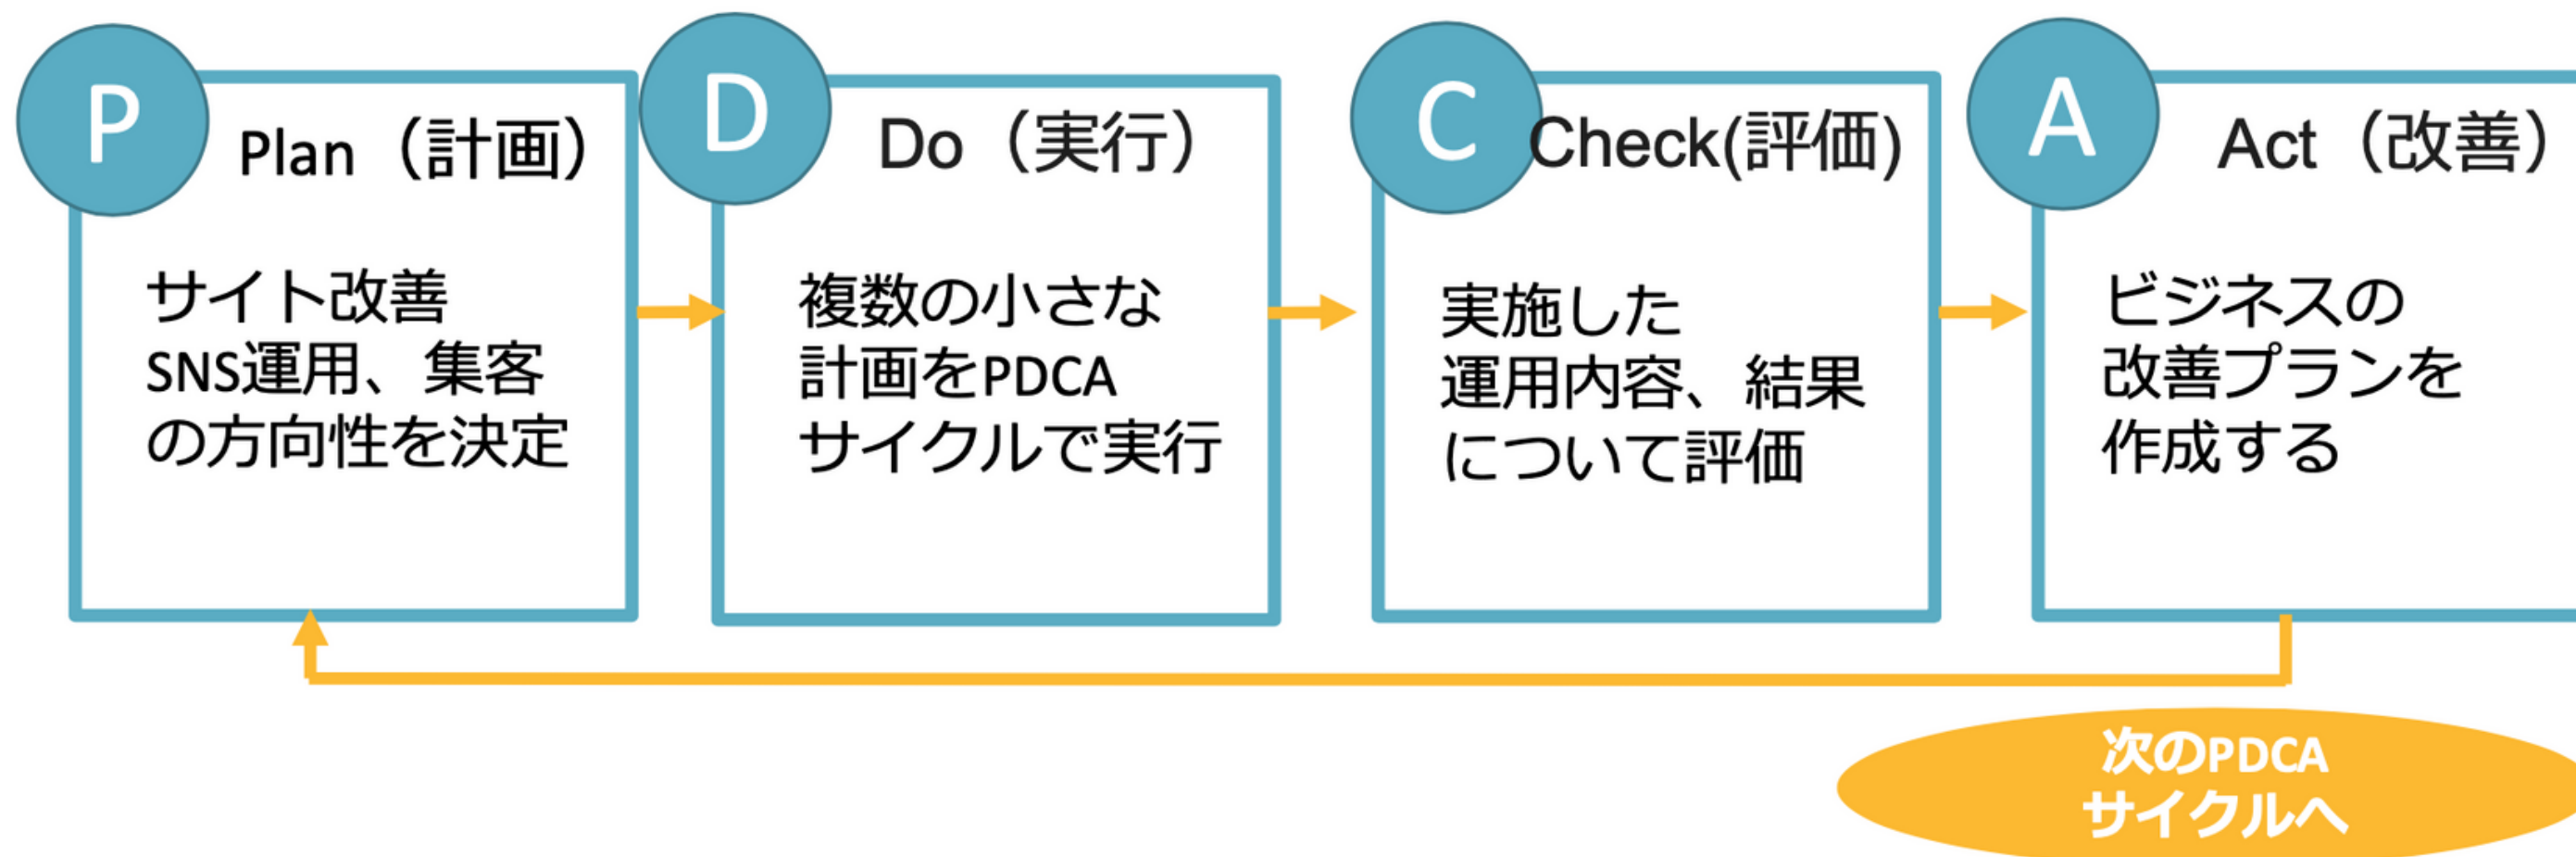 P
Plan（計画）
サイト改善
SNS運用、集客
の方向性を決定
D
Do（実行）
複数の小さな
計画をPDCA
サイクルで実行
C
Check(評価)
実施した
運用内容、結果
について評価
A
Act（改善）
ビジネスの
改善プランを
作成する
次のPDCA
サイクルへ